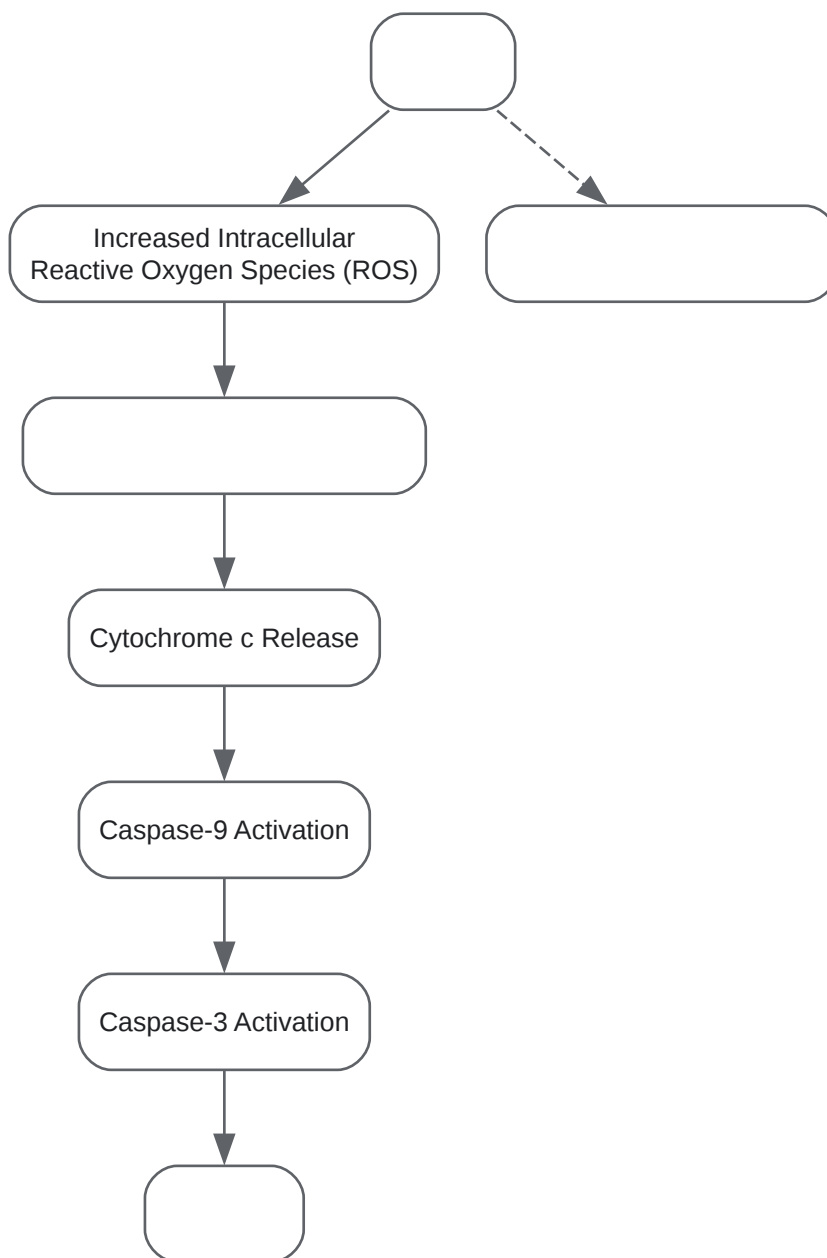 Increased Intracellular
Reactive Oxygen Species (ROS)
Cytochrome c Release
Caspase-9 Activation
Caspase-3 Activation